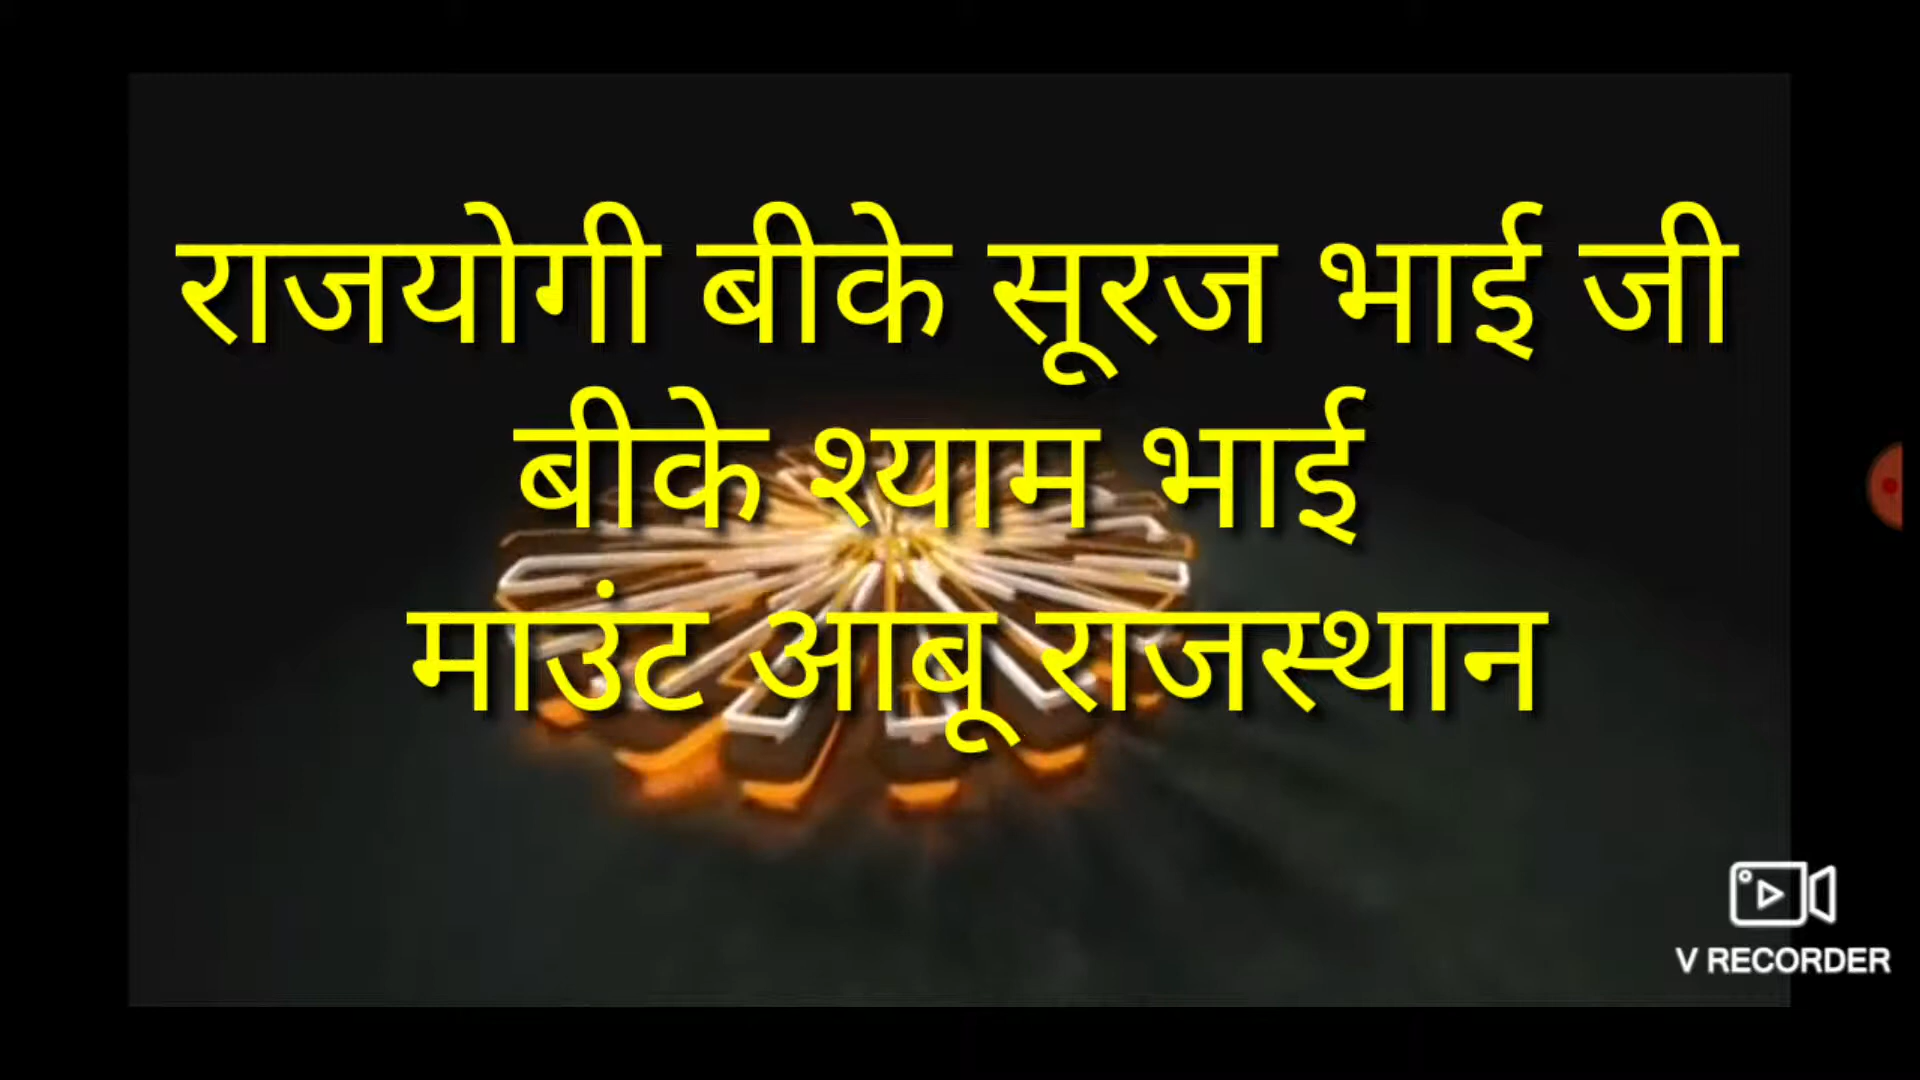 राजयोगी बीके सूरज भाई जी
बीके श्याम भाई
माउंट आबू राजस्थान
V RECORDER